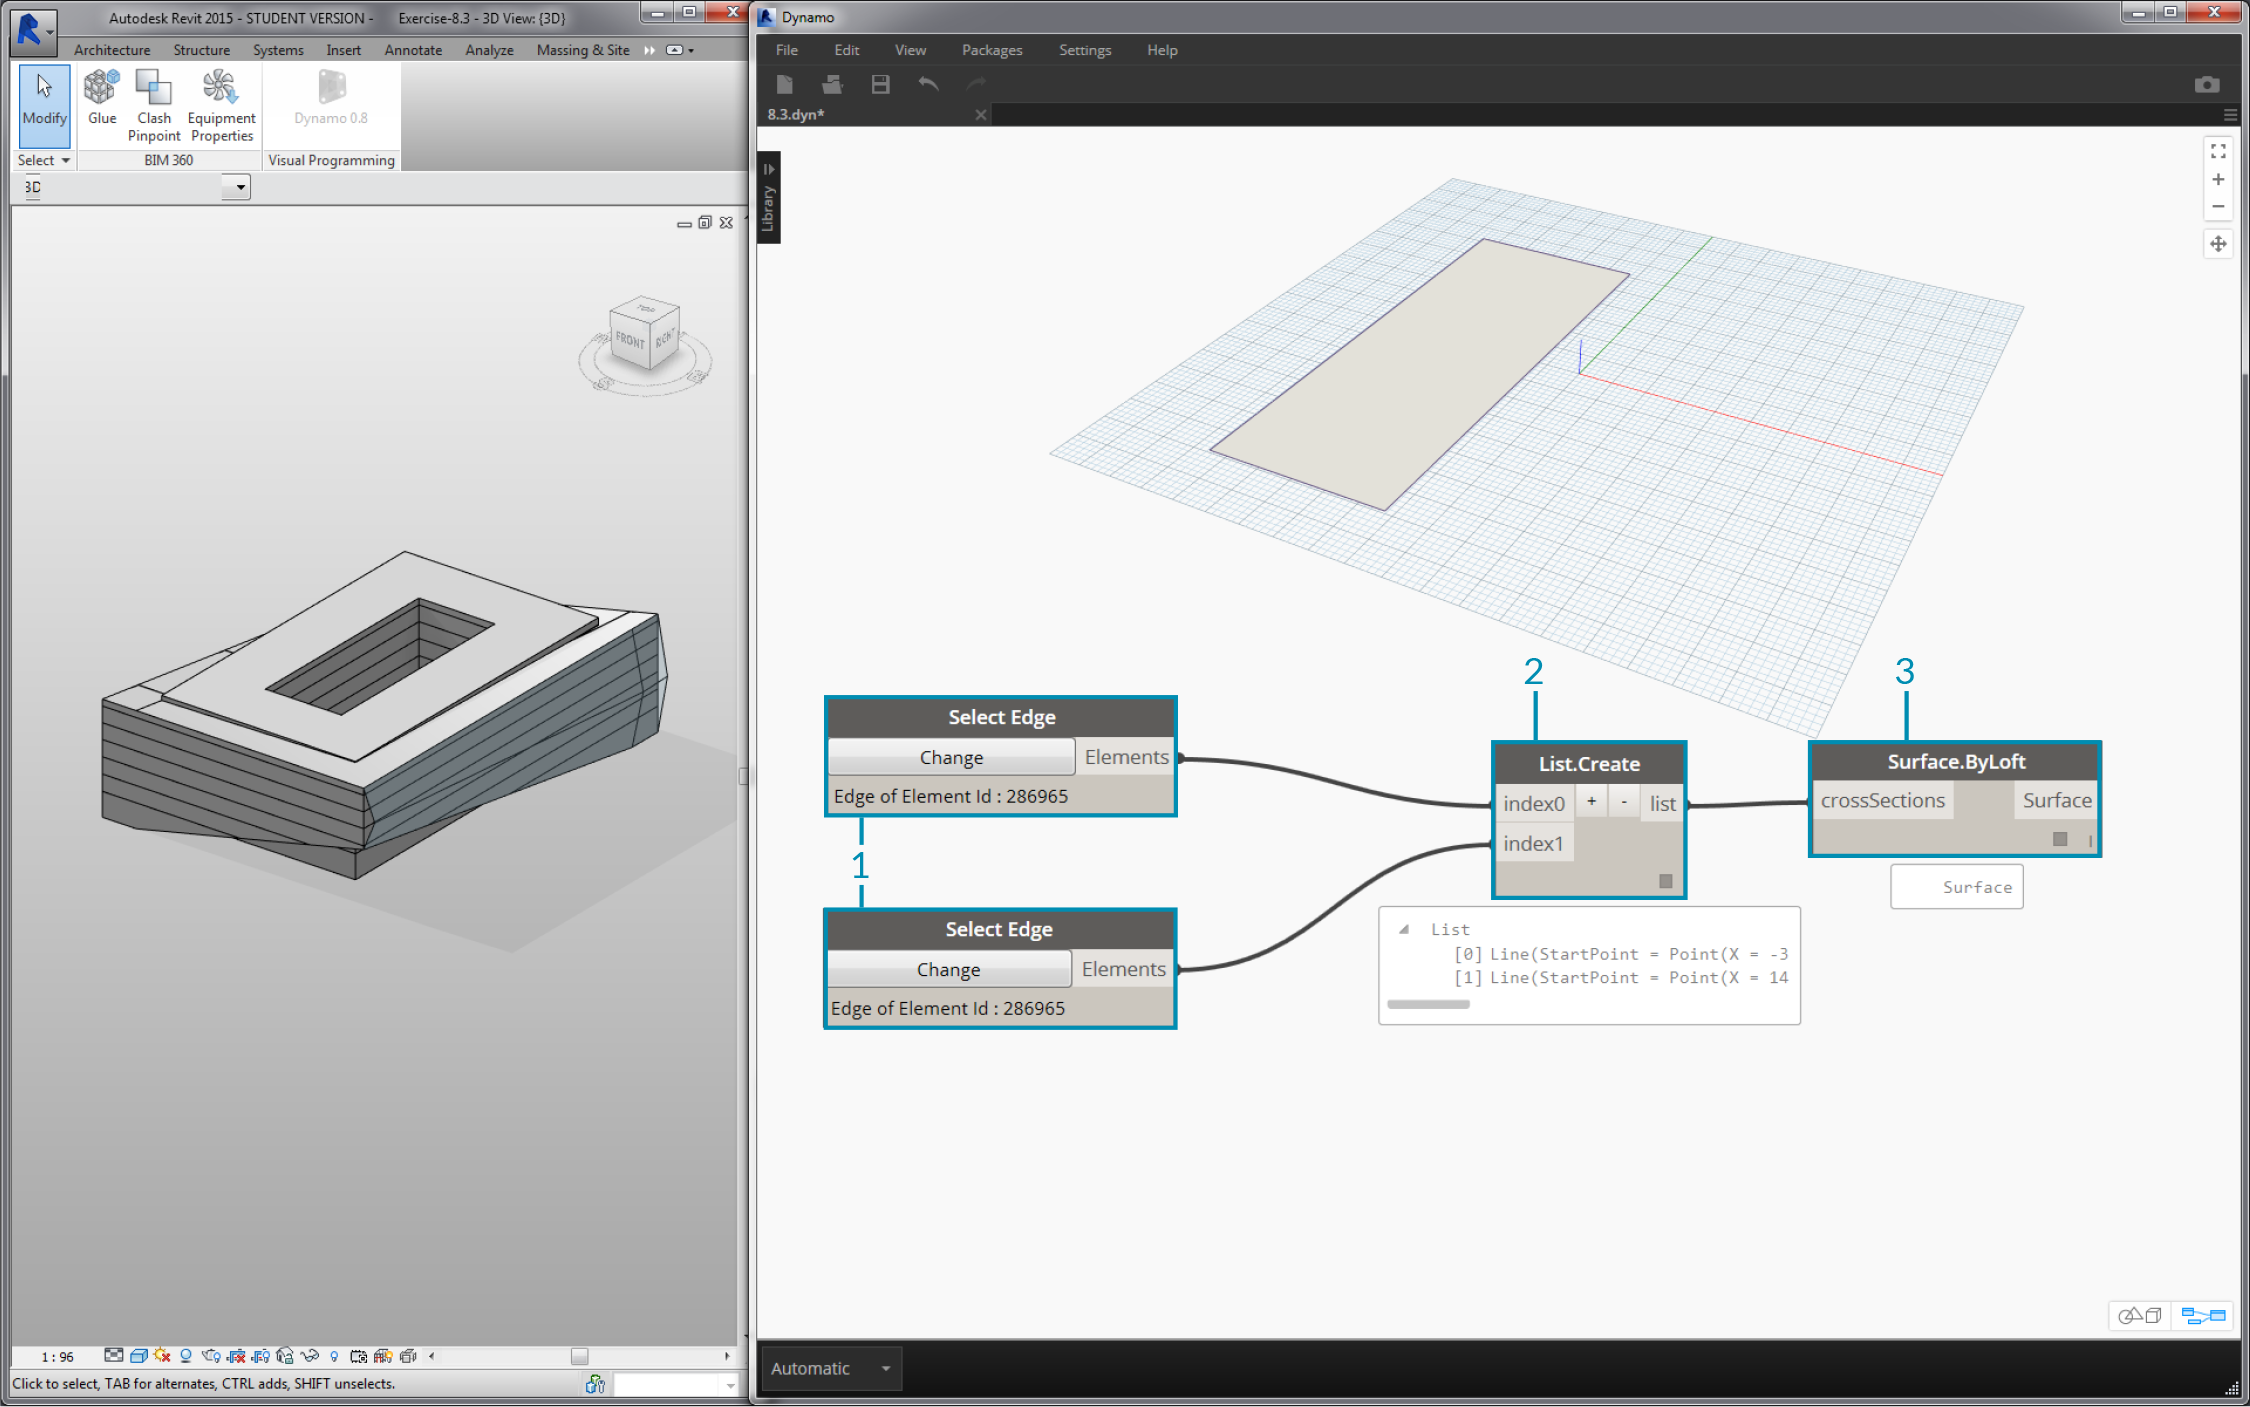 Autodesk Revit 2015 - STUDENT VERSION - Exercise-8.3 - 3D View: {3D}
Architecture Structure Systems Insert Annotate Analyze Massing & Site
Modify
Glue
Clash Pinpoint
Equipment Properties
Dynamo 0.8
Select
BIM 360
Visual Programming
3D
TOP
FRONT
RIGHT
1 : 96
Click to select, TAB for alternates, CTRL adds, SHIFT unselects.
Dynamo
File Edit View Packages Settings Help
8.3.dyn*
Library
Select Edge
Change
Elements
Edge of Element Id : 286965
1
Select Edge
Change
Elements
Edge of Element Id : 286965
2
List.Create
index0 + - list
index1
List
[0] Line(StartPoint = Point(X = -3
[1] Line(StartPoint = Point(X = 14
3
Surface.ByLoft
crossSections Surface
Surface
Automatic